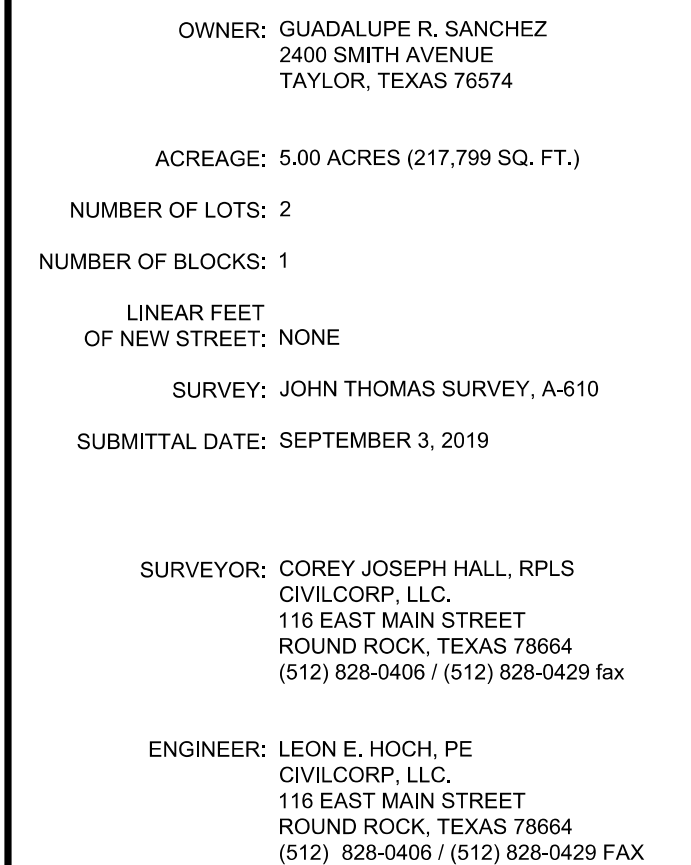 OWNER: GUADALUPE R. SANCHEZ
2400 SMITH AVENUE
TAYLOR, TEXAS 76574
ACREAGE: 5.00 ACRES (217,799 SQ. FT.)
NUMBER OF LOTS: 2
NUMBER OF BLOCKS: 1
LINEAR FEET
OF NEW STREET: NONE
SURVEY: JOHN THOMAS SURVEY, A-610
SUBMITTAL DATE: SEPTEMBER 3, 2019
SURVEYOR: COREY JOSEPH HALL, RPLS
CIVILCORP, LLC.
116 EAST MAIN STREET
ROUND ROCK, TEXAS 78664
(512) 828-0406 / (512) 828-0429 fax
ENGINEER: LEON E. HOCH, PE
CIVILCORP, LLC.
116 EAST MAIN STREET
ROUND ROCK, TEXAS 78664
(512) 828-0406 / (512) 828-0429 FAX